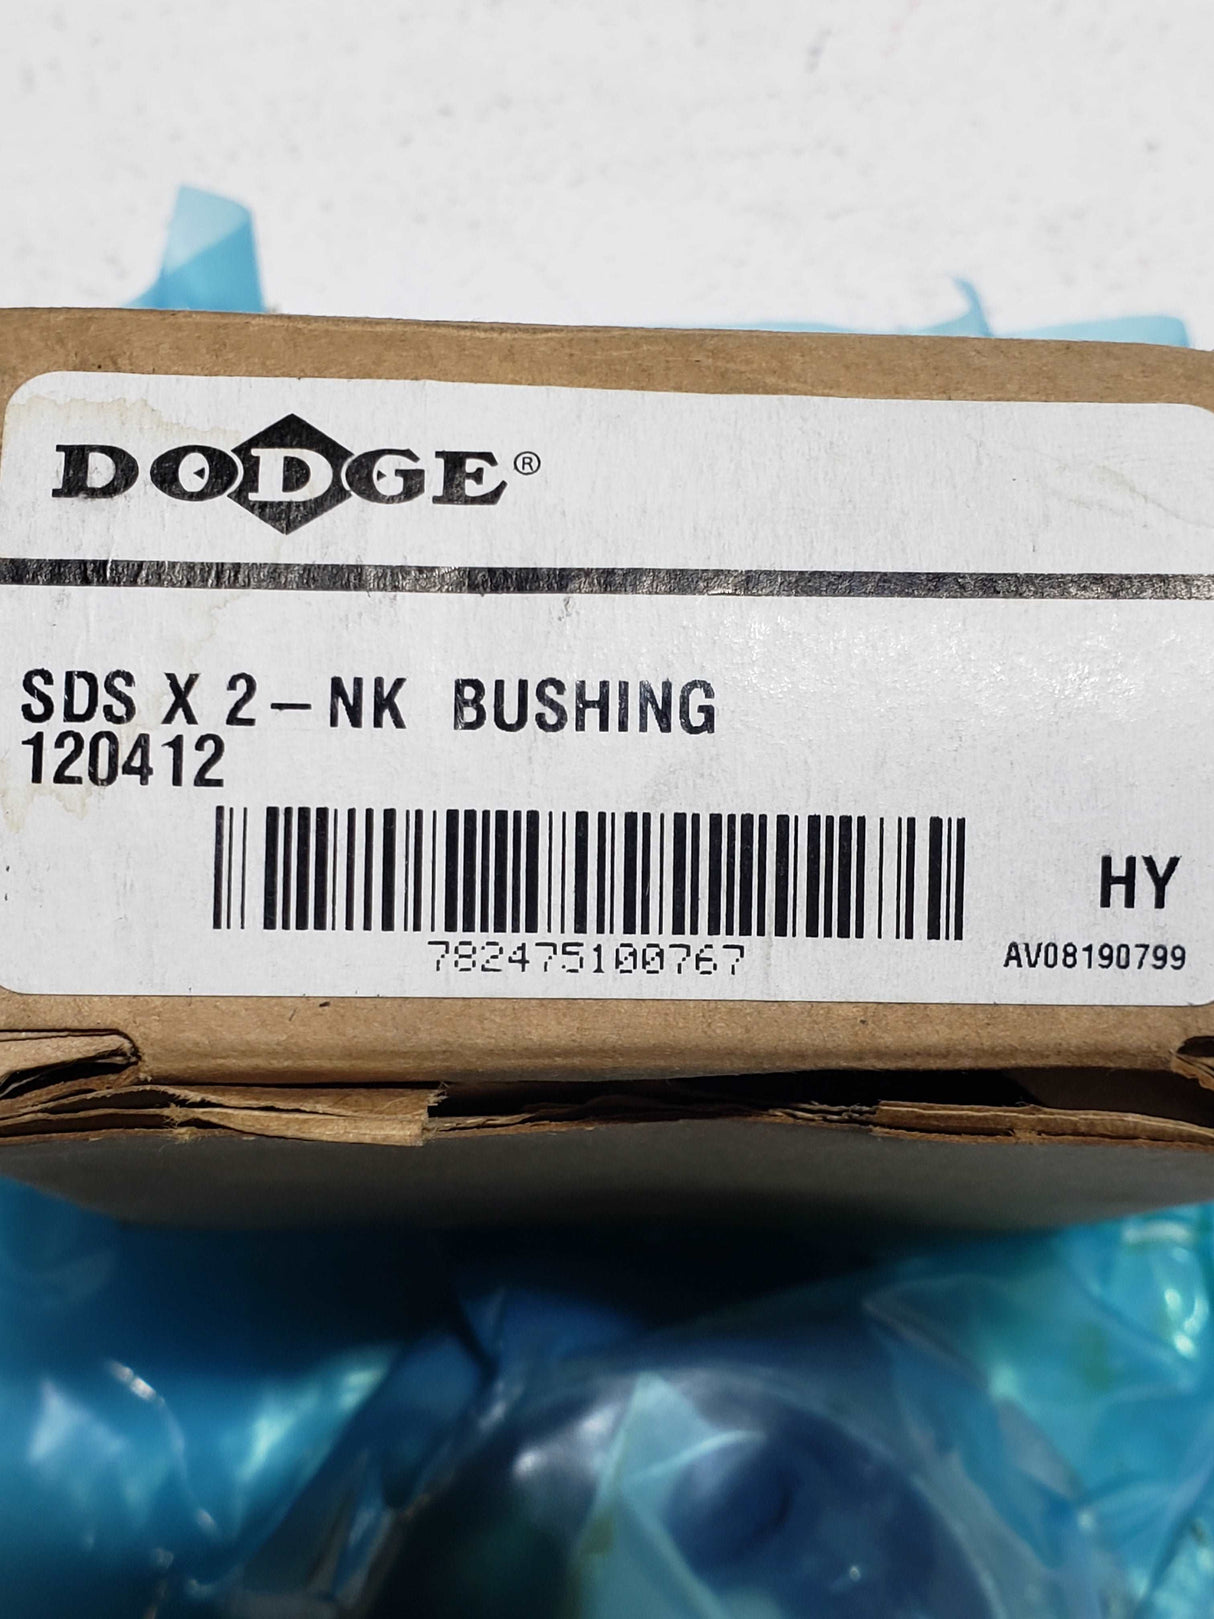 DODGE®
SDS X 2-NK BUSHING
120412
HY
782475100767
AV08190799